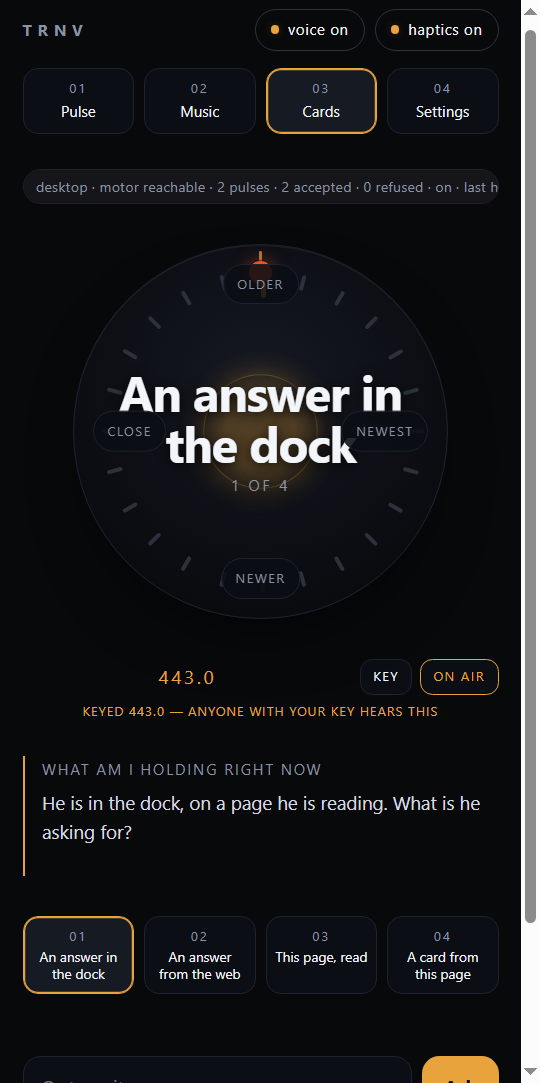 TRNV
voice on
haptics on
01
Pulse
02
Music
03
Cards
04
Settings
desktop · motor reachable · 2 pulses · 2 accepted · 0 refused · on · last
OLDER
An answer in
the dock
CLOSE
NEWEST
1 OF 4
NEWER
443.0
KEY
ON AIR
KEYED 443.0 — ANYONE WITH YOUR KEY HEARS THIS
WHAT AM I HOLDING RIGHT NOW
He is in the dock, on a page he is reading. What is he
asking for?
01
An answer in
the dock
02
An answer
from the web
03
This page, read
04
A card from
this page